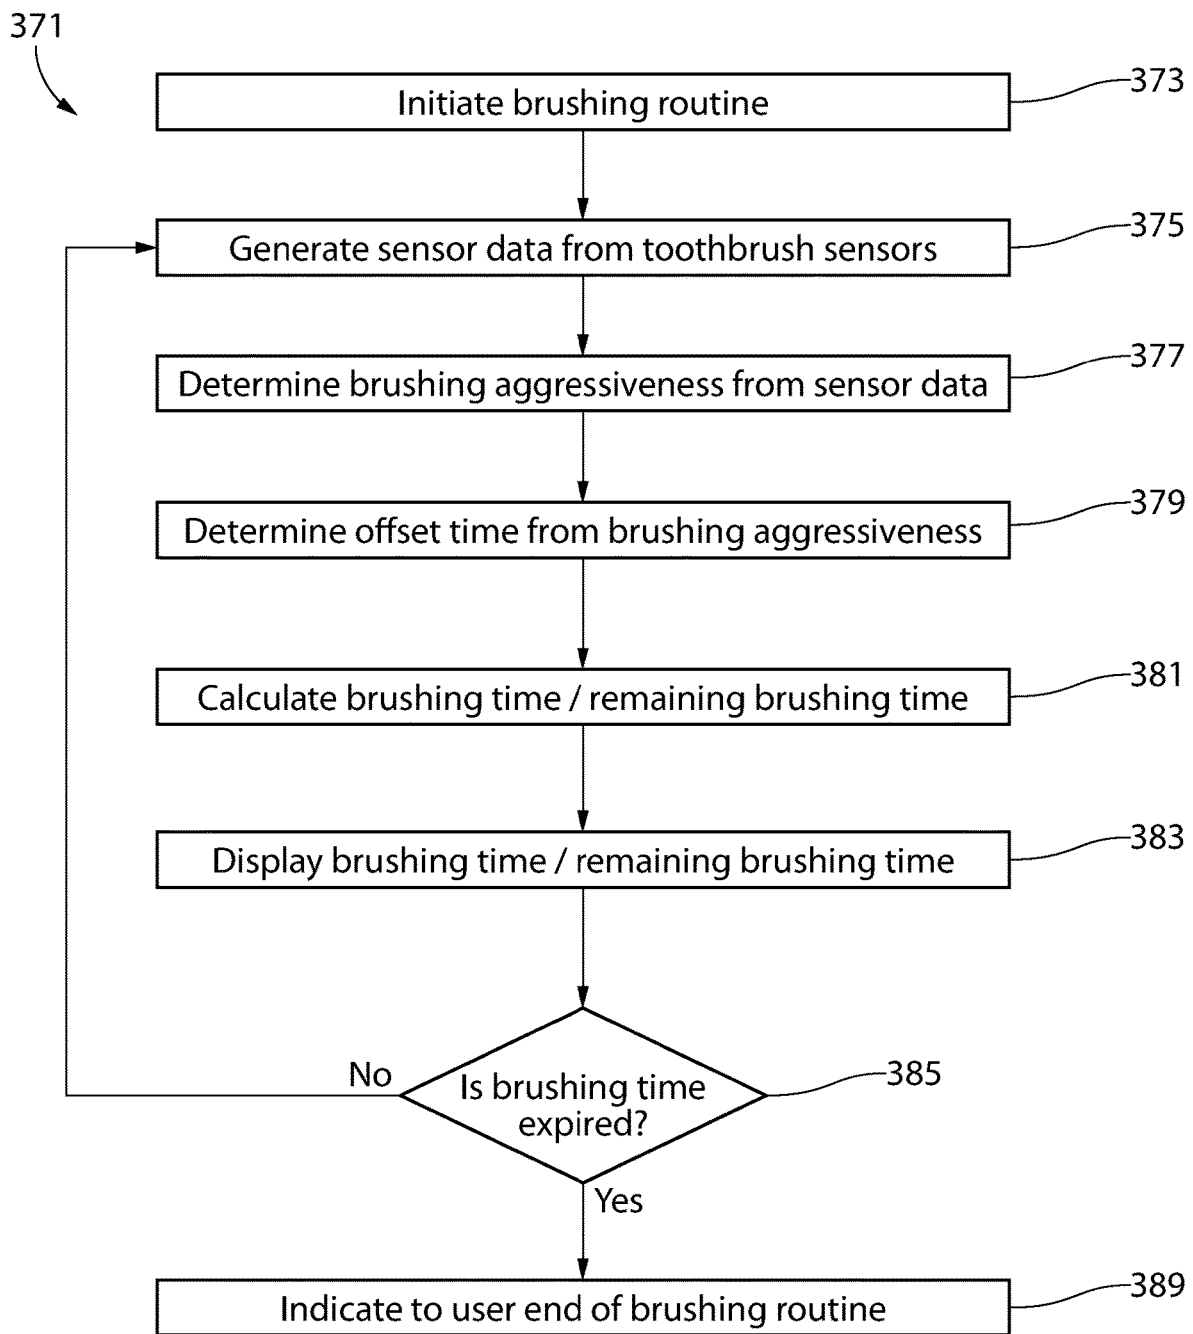 371
Initiate brushing routine
373
Generate sensor data from toothbrush sensors
375
Determine brushing aggressiveness from sensor data
377
Determine offset time from brushing aggressiveness
379
Calculate brushing time / remaining brushing time
381
Display brushing time / remaining brushing time
383
No
Is brushing time
expired?
385
Yes
Indicate to user end of brushing routine
389